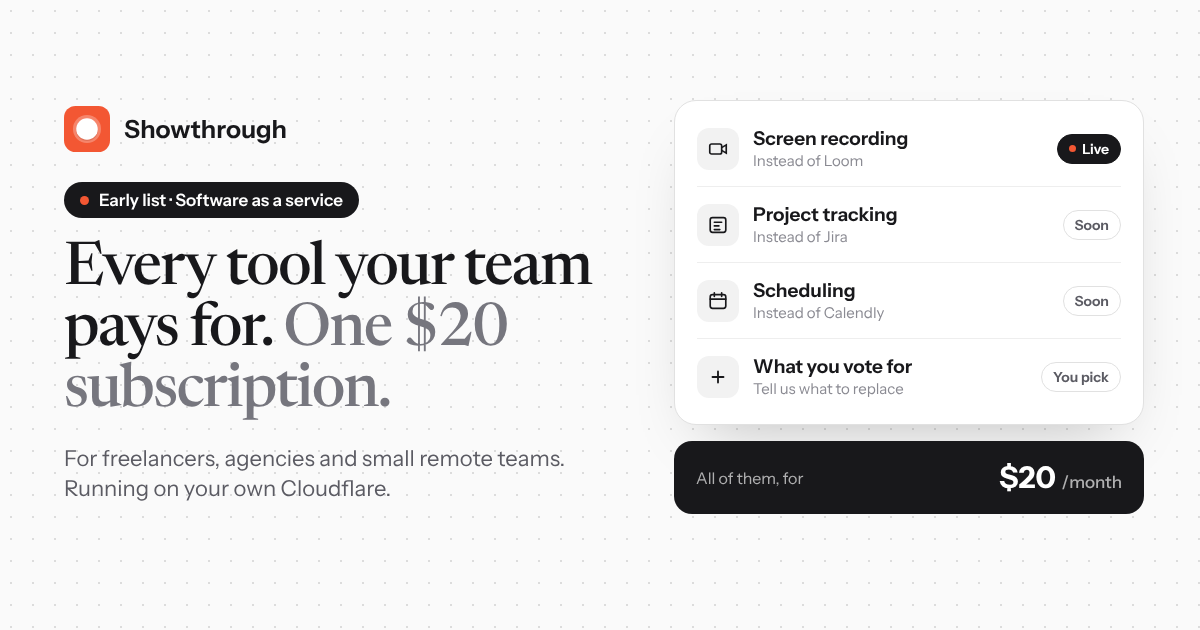 Showthrough
Early list · Software as a service
Every tool your team
pays for. One $20
subscription.
For freelancers, agencies and small remote teams.
Running on your own Cloudflare.
Screen recording
Instead of Loom
Live
Project tracking
Instead of Jira
Soon
Scheduling
Instead of Calendly
Soon
What you vote for
Tell us what to replace
You pick
All of them, for
$20 /month